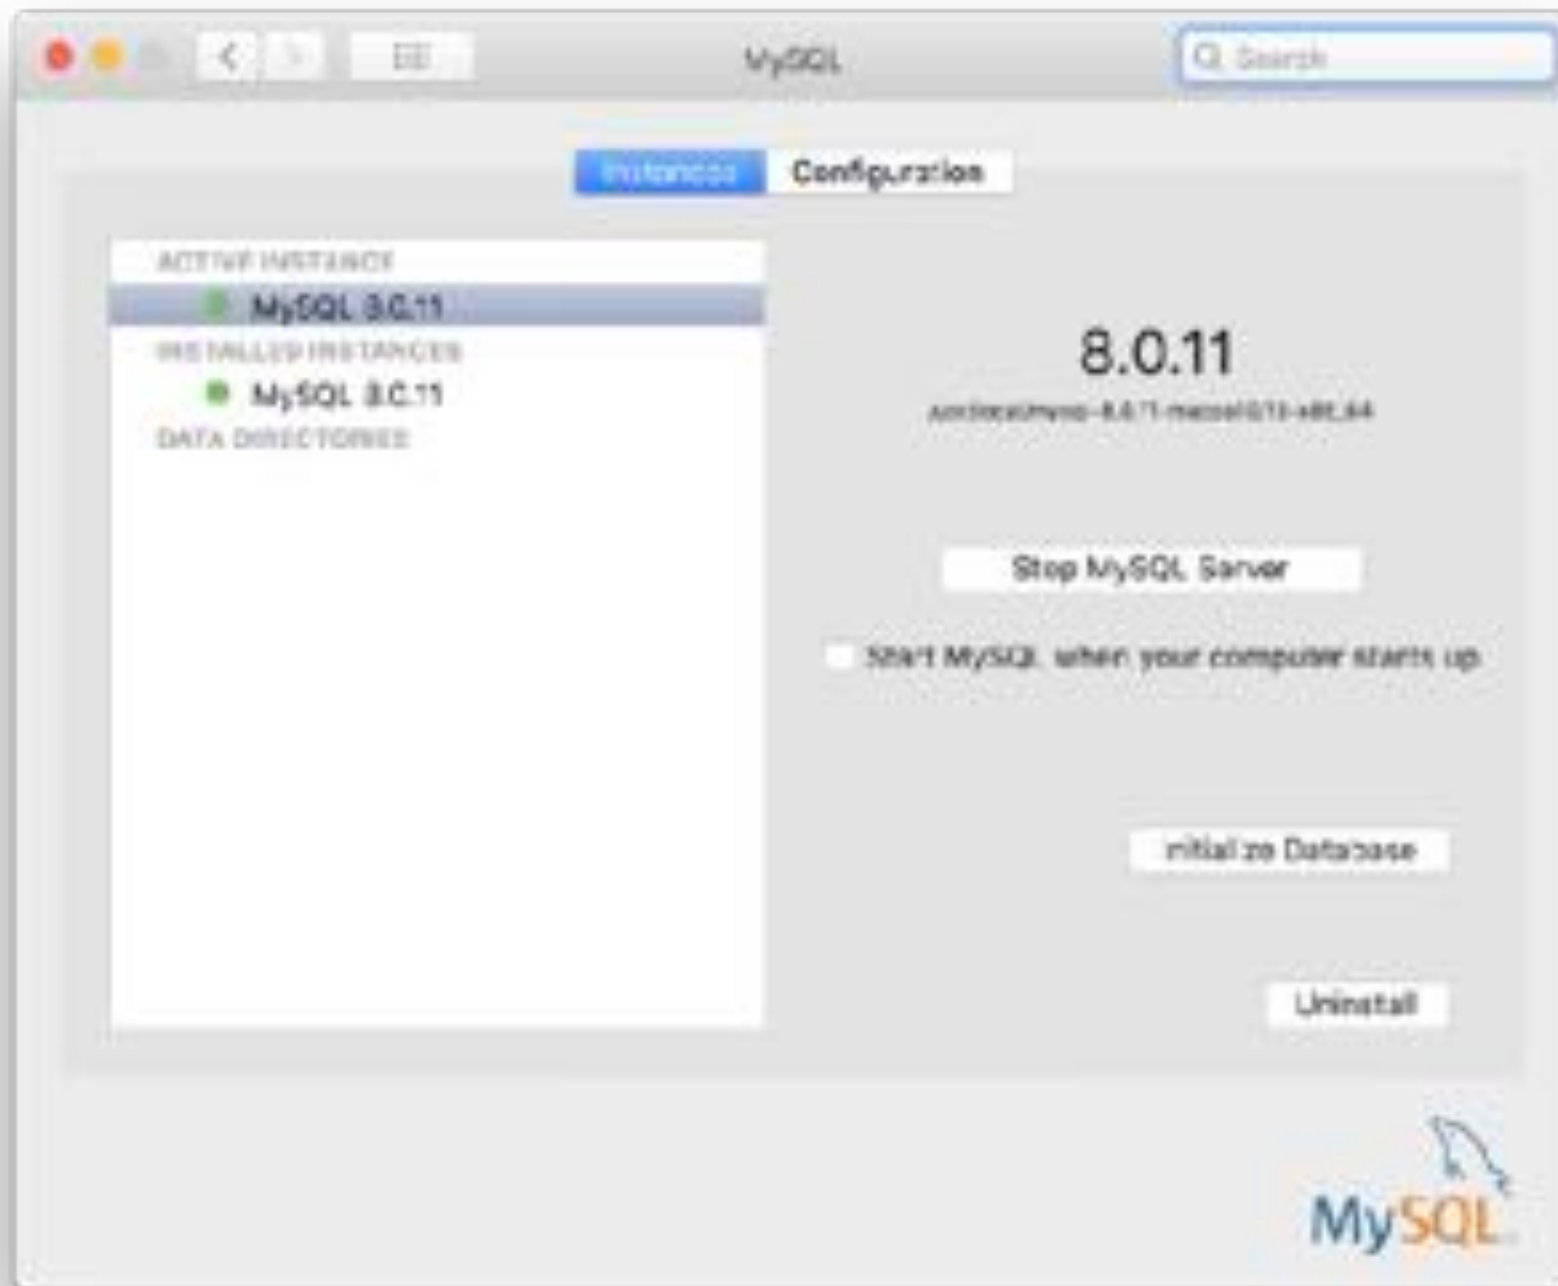 MySQL
Search
Instances
Configuration
ACTIVE INSTANCE
MySQL 8.0.11
INSTALLED INSTANCES
MySQL 8.0.11
DATA DIRECTORIES
8.0.11
Stop MySQL Server
Start MySQL when your computer starts up
Initialize Database
Uninstall
MySQL